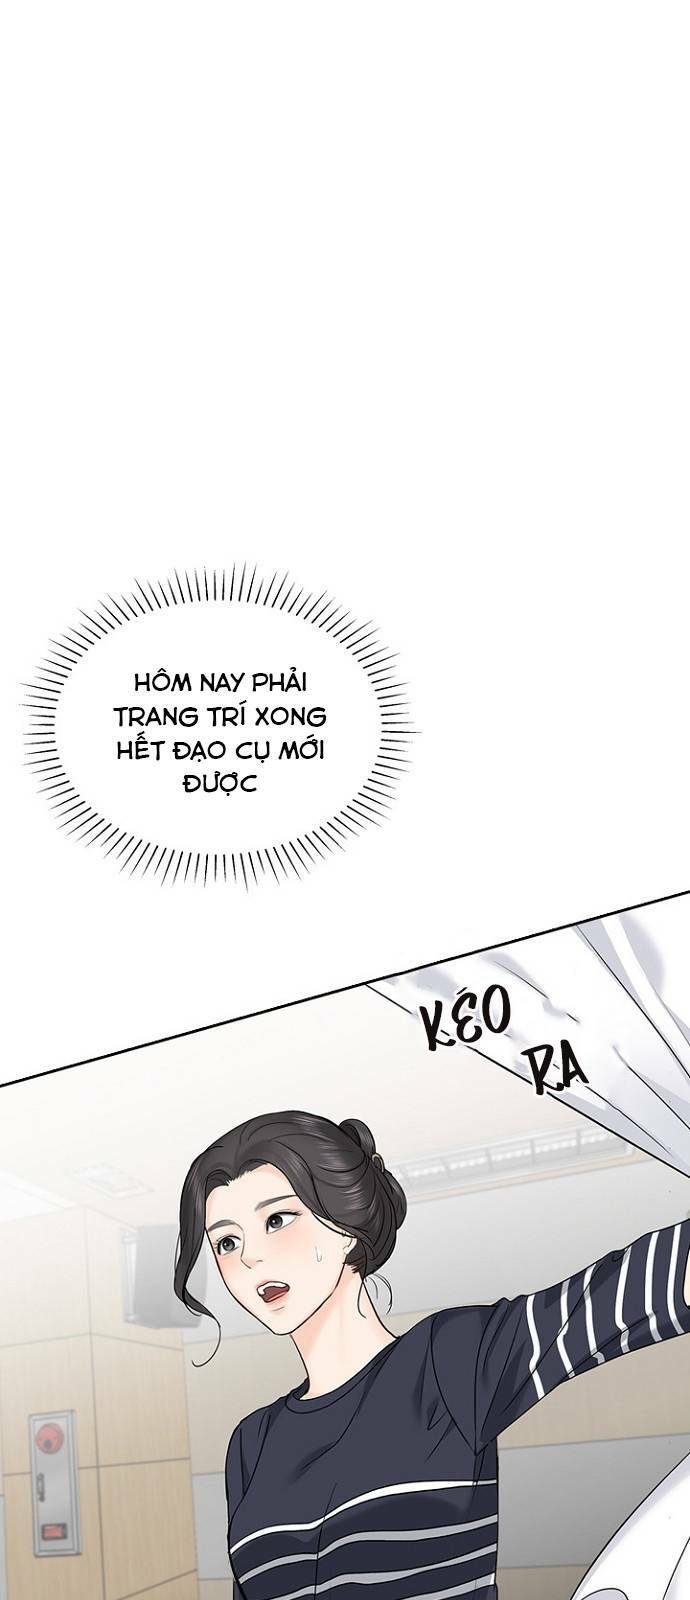 HÔM NAY PHẢI
TRANG TRÍ XONG
HẾT ĐẠO CỤ MỚI
ĐƯỢC
KÉO
RA